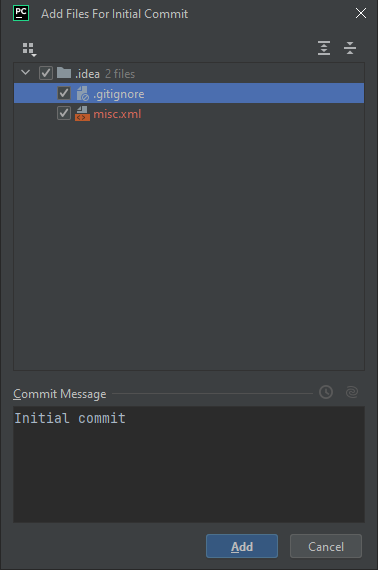 PC Add Files For Initial Commit
.idea 2 files
.gitignore
misc.xml
Commit Message
Initial commit
Add Cancel